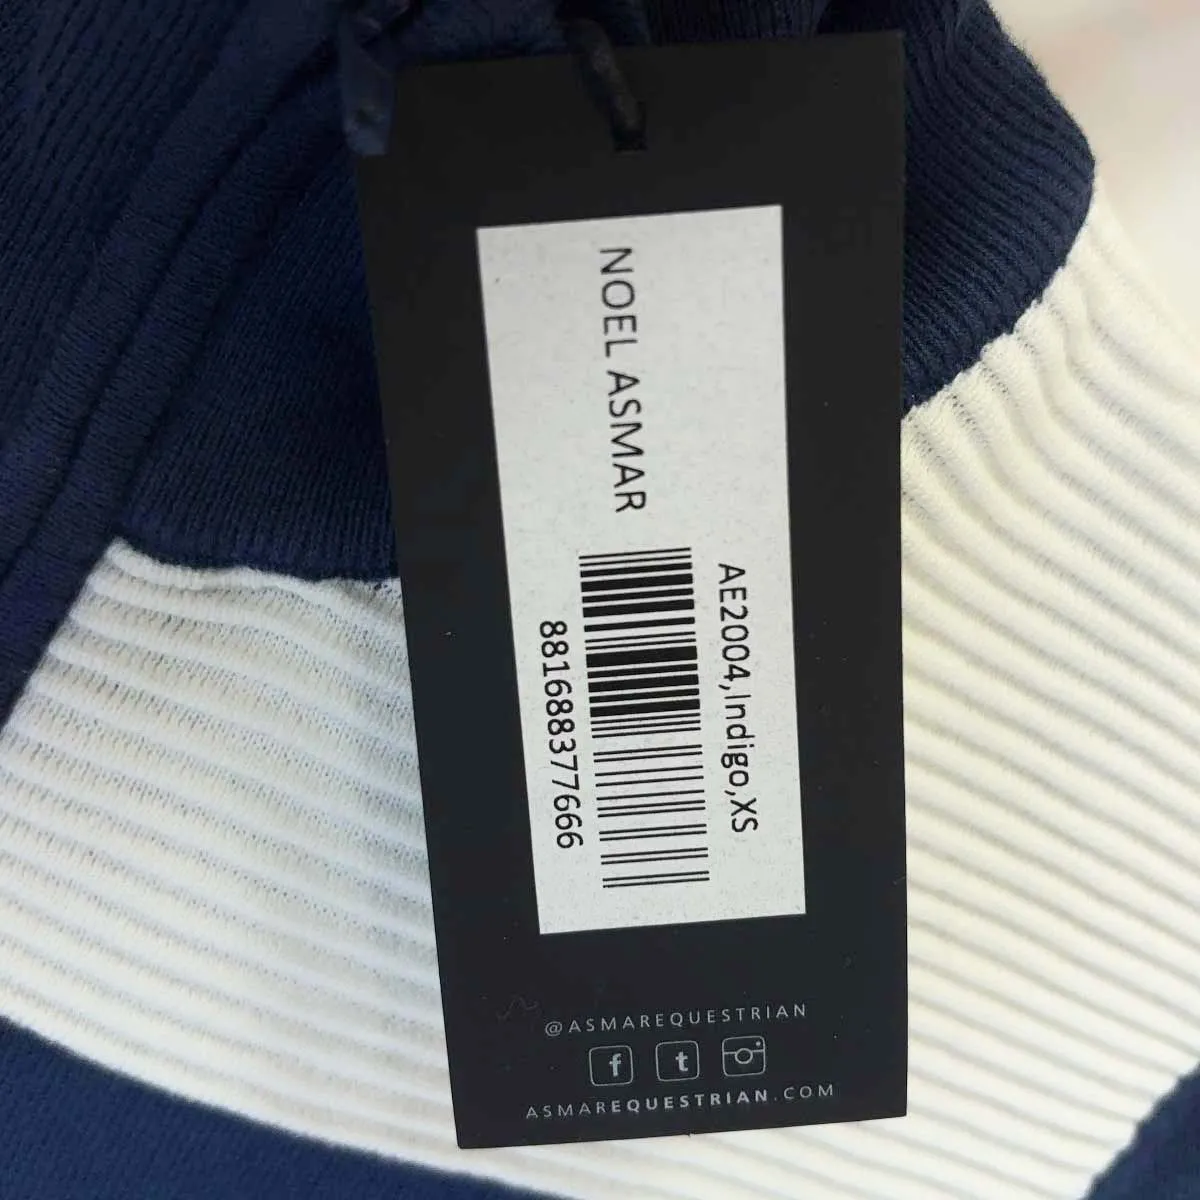 NOEL ASMAR
AE2004,Indigo,XS
881688377666
@ASMAREQUESTRIAN
f t
ASMAREQUESTRIAN.COM